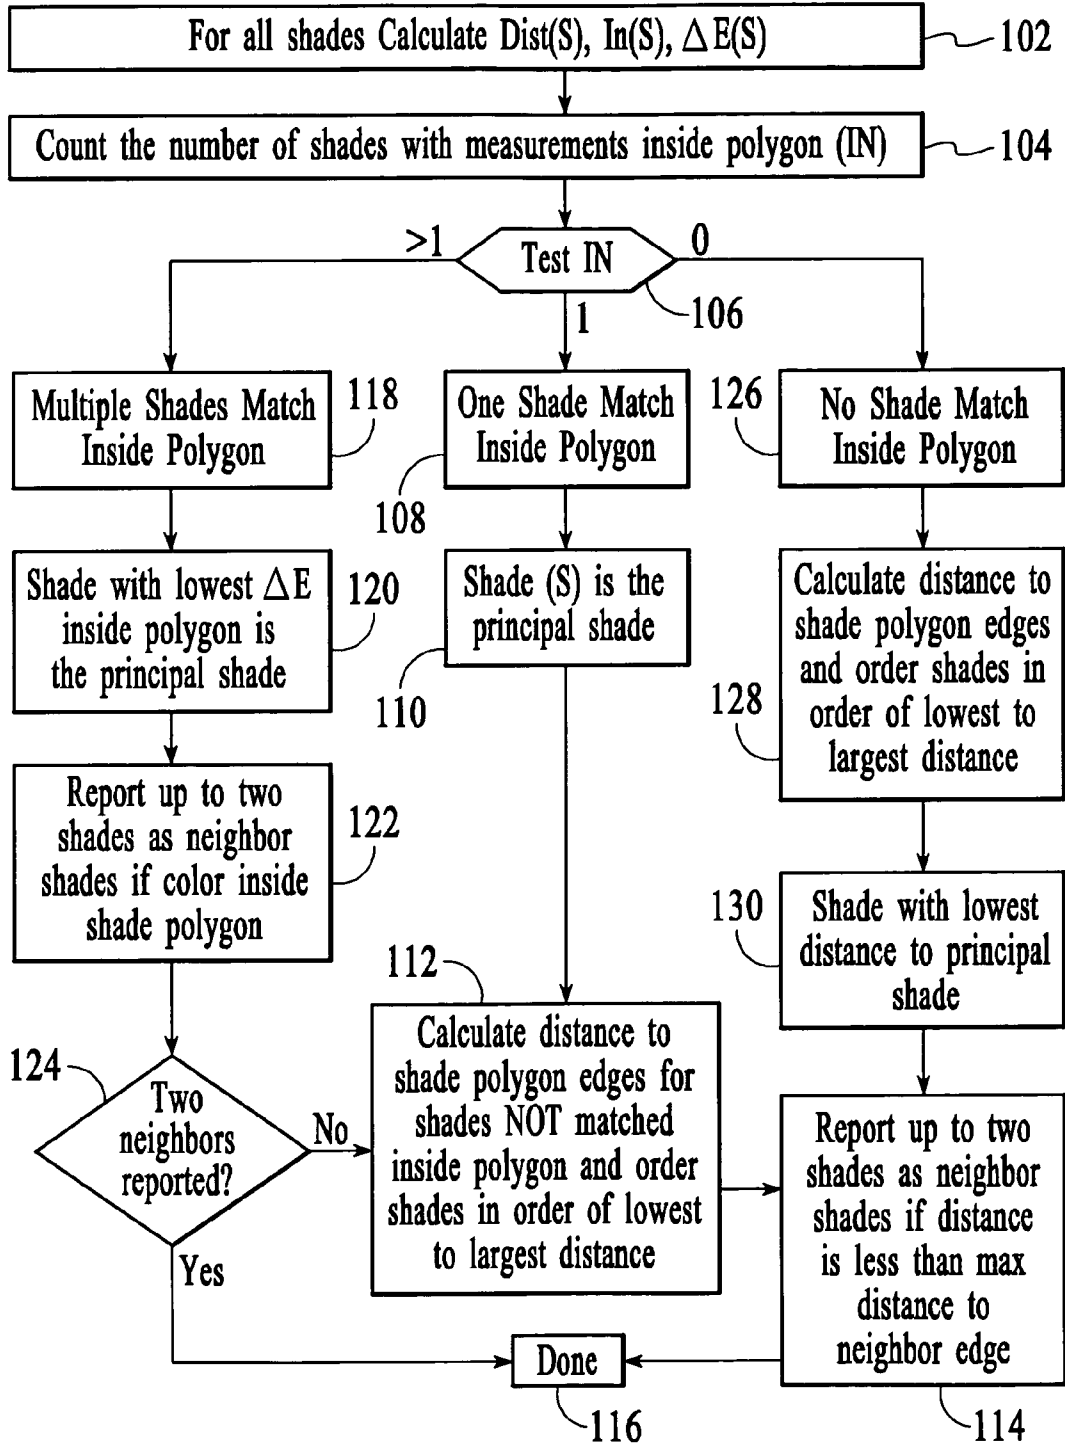 For all shades Calculate Dist(S), In(S), △E(S)
102
Count the number of shades with measurements inside polygon (IN)
104
>1
Test IN
0
106
1
Multiple Shades Match
Inside Polygon
118
One Shade Match
Inside Polygon
108
126
No Shade Match
Inside Polygon
Shade with lowest △E
inside polygon is
the principal shade
120
Shade (S) is the
principal shade
110
Calculate distance to
shade polygon edges
and order shades in
order of lowest to
largest distance
128
Report up to two
shades as neighbor
shades if color inside
shade polygon
122
130
Shade with lowest
distance to principal
shade
112
Calculate distance to
shade polygon edges for
shades NOT matched
inside polygon and order
shades in order of lowest
to largest distance
124
Two
neighbors
reported?
No
Yes
Report up to two
shades as neighbor
shades if distance
is less than max
distance to
neighbor edge
114
Done
116